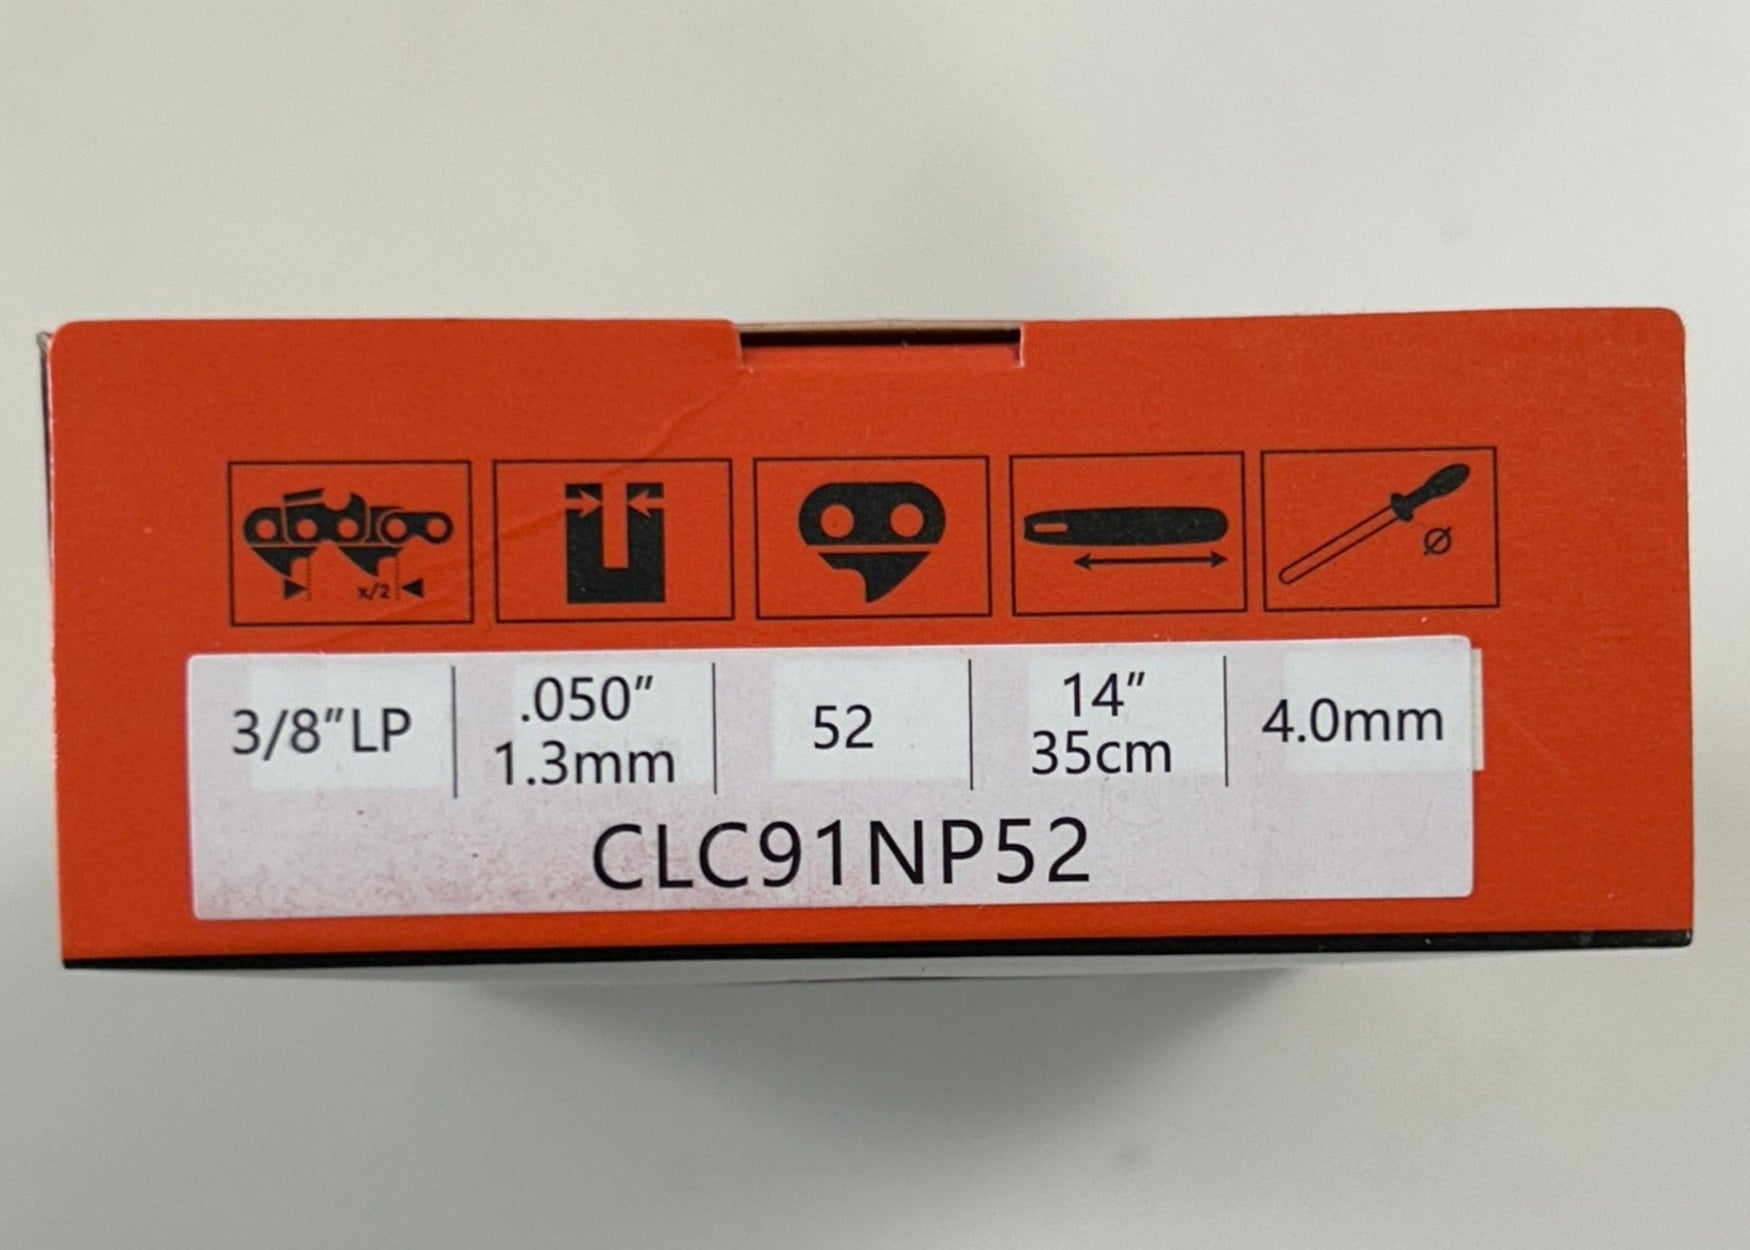 x/2
Ø
3/8″LP
.050″
1.3mm
52
14″
35cm
4.0mm
CLC91NP52